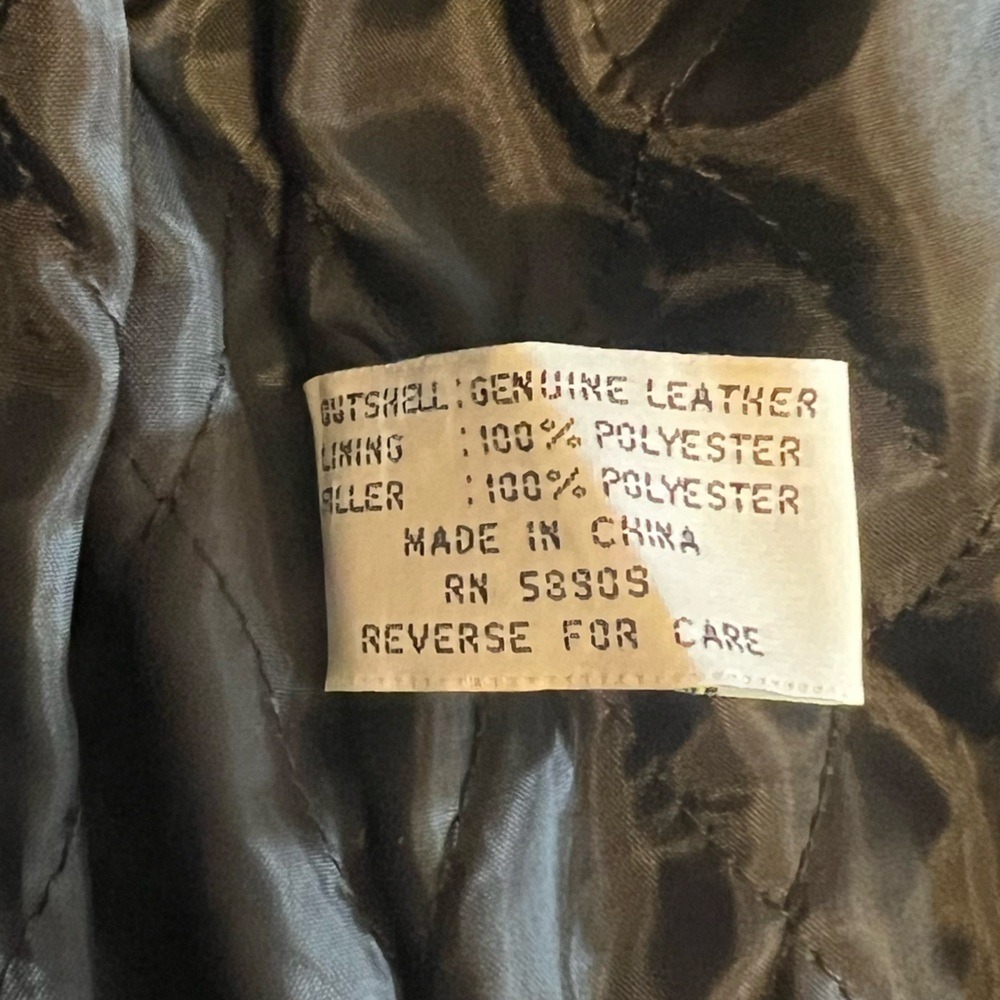 OUTSHELL : GENUINE LEATHER
LINING : 100% POLYESTER
FILLER : 100% POLYESTER
MADE IN CHINA
RN 58909
REVERSE FOR CARE